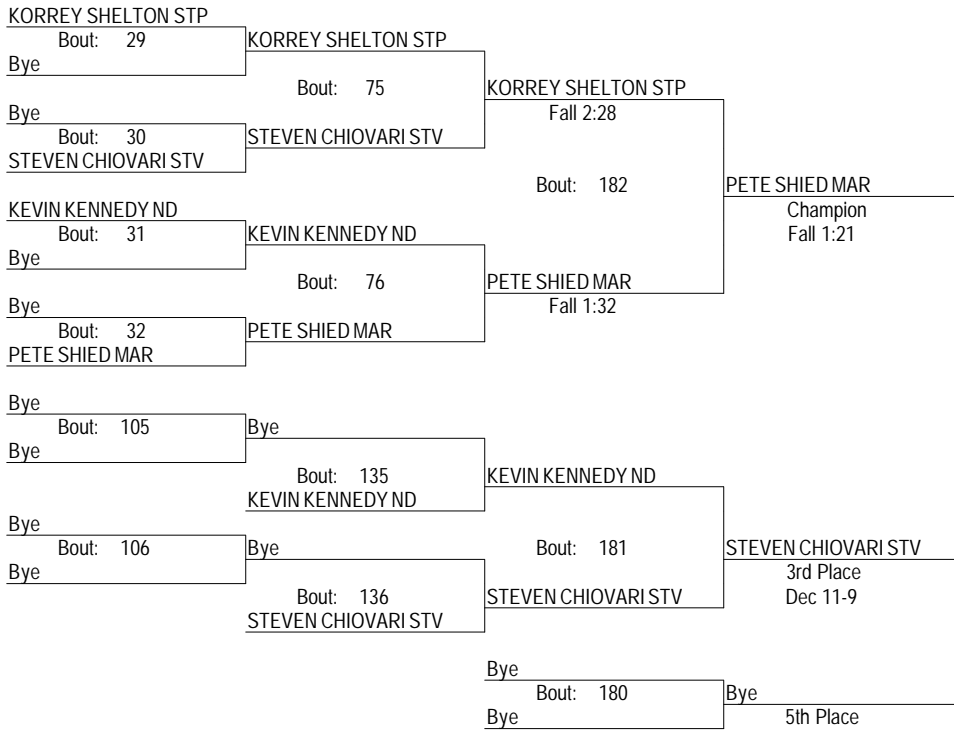 KORREY SHELTON STP
Bout: 29
KORREY SHELTON STP
Bye
Bout: 75
KORREY SHELTON STP
Bye
Fall 2:28
Bout: 30
STEVEN CHIOVARI STV
STEVEN CHIOVARI STV
Bout: 182
PETE SHIED MAR
KEVIN KENNEDY ND
Champion
Bout: 31
KEVIN KENNEDY ND
Fall 1:21
Bye
Bout: 76
PETE SHIED MAR
Bye
Fall 1:32
Bout: 32
PETE SHIED MAR
PETE SHIED MAR
Bye
Bout: 105
Bye
Bye
Bout: 135
KEVIN KENNEDY ND
KEVIN KENNEDY ND
Bye
Bout: 106
Bye
Bout: 181
STEVEN CHIOVARI STV
Bye
3rd Place
Bout: 136
STEVEN CHIOVARI STV
Dec 11-9
STEVEN CHIOVARI STV
Bye
Bout: 180
Bye
Bye
5th Place